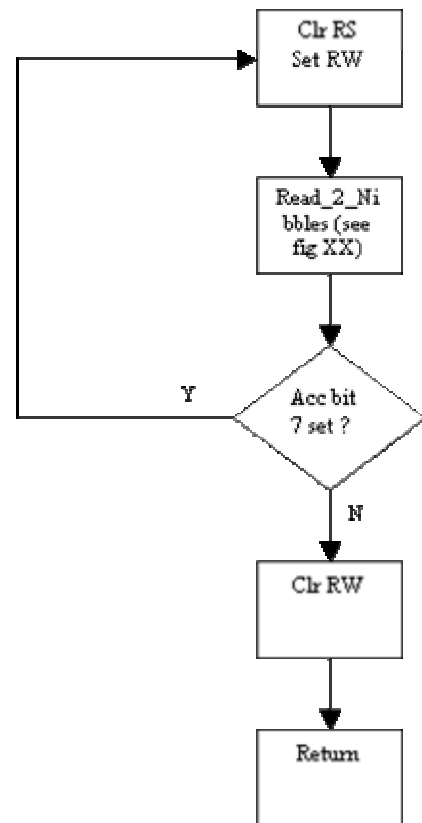 Clr RS
Set RW
Read_2_Ni
bbles (see
fig XX)
Y
Acc bit
7 set ?
N
Clr RW
Return